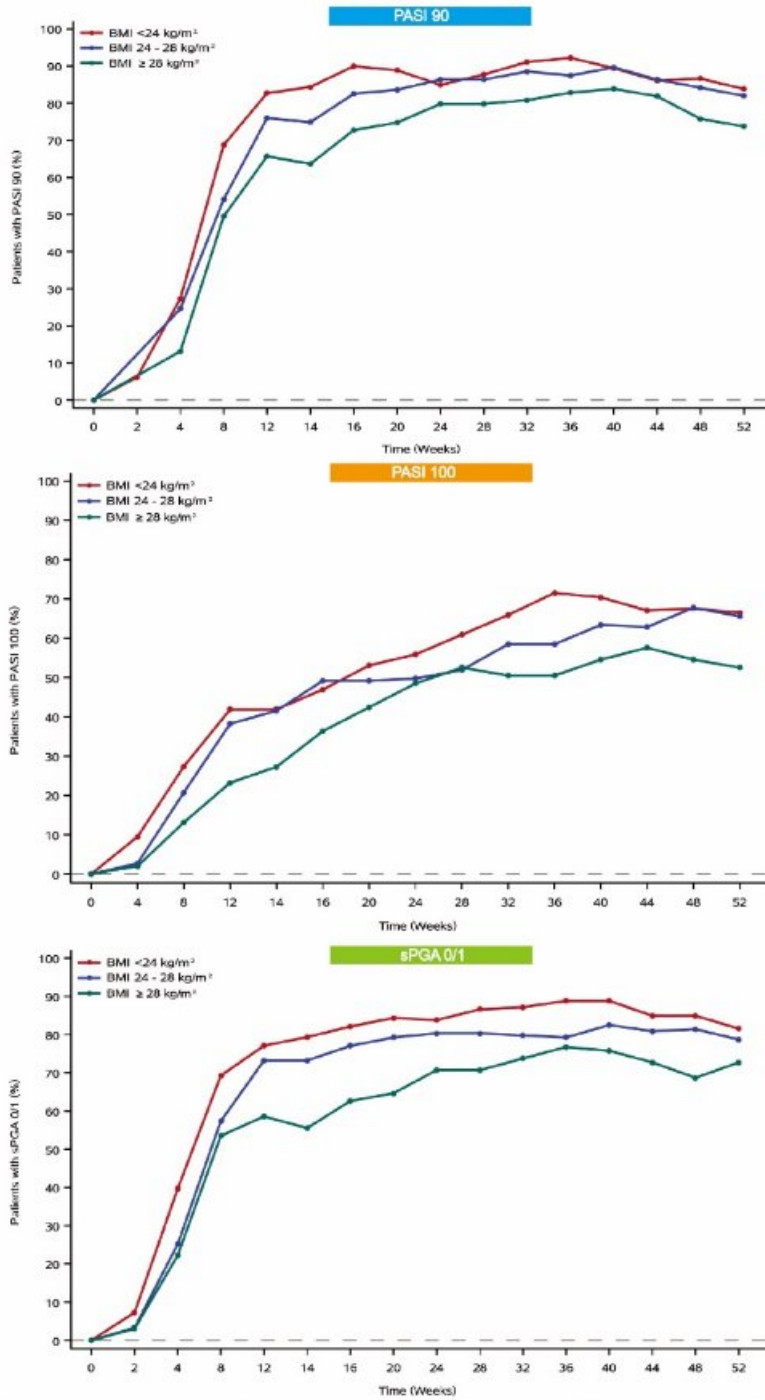 PASI 90
BMI <24 kg/m²
BMI 24 - 28 kg/m²
BMI ≥ 28 kg/m²
Patients with PASI 90 (%)
100
90
80
70
60
50
40
30
20
10
0
0 2 4 8 12 14 16 20 24 28 32 36 40 44 48 52
Time (Weeks)
PASI 100
BMI <24 kg/m²
BMI 24 - 28 kg/m²
BMI ≥ 28 kg/m²
Patients with PASI 100 (%)
100
90
80
70
60
50
40
30
20
10
0
0 4 8 12 14 16 20 24 28 32 36 40 44 48 52
Time (Weeks)
sPGA 0/1
BMI <24 kg/m²
BMI 24 - 28 kg/m²
BMI ≥ 28 kg/m²
Patients with sPGA 0/1 (%)
100
90
80
70
60
50
40
30
20
10
0
0 2 4 8 12 14 16 20 24 28 32 36 40 44 48 52
Time (Weeks)